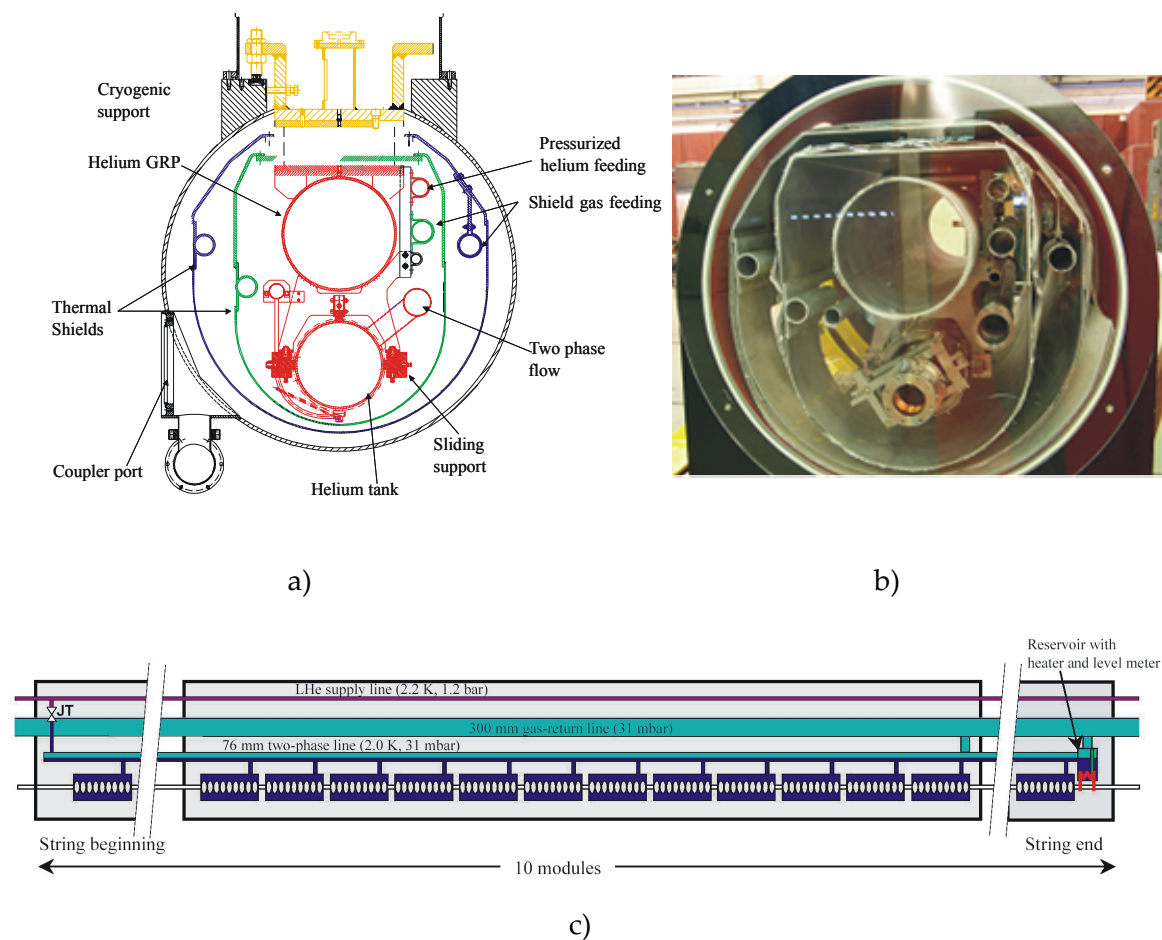 Cryogenic
support
Helium GRP
Pressurized
helium feeding
Shield gas feeding
Thermal
Shields
Two phase
flow
Sliding
support
Coupler port
Helium tank
a)
b)
Reservoir with
heater and level meter
LHe supply line (2.2 K, 1.2 bar)
JT
300 mm gas-return line (31 mbar)
76 mm two-phase line (2.0 K, 31 mbar)
String beginning
String end
10 modules
c)